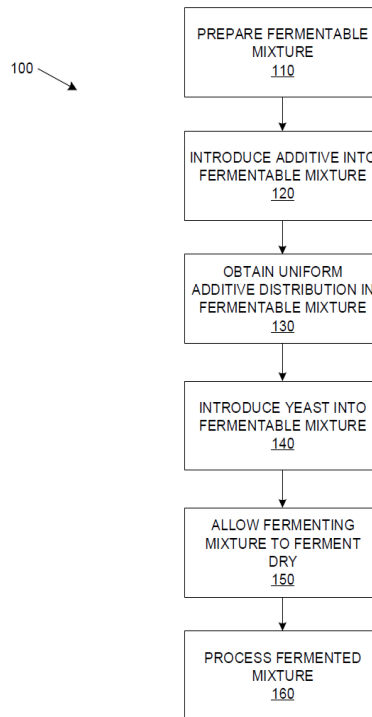 PREPARE FERMENTABLE
MIXTURE
110
100
INTRODUCE ADDITIVE INTO
FERMENTABLE MIXTURE
120
OBTAIN UNIFORM
ADDITIVE DISTRIBUTION IN
FERMENTABLE MIXTURE
130
INTRODUCE YEAST INTO
FERMENTABLE MIXTURE
140
ALLOW FERMENTING
MIXTURE TO FERMENT
DRY
150
PROCESS FERMENTED
MIXTURE
160